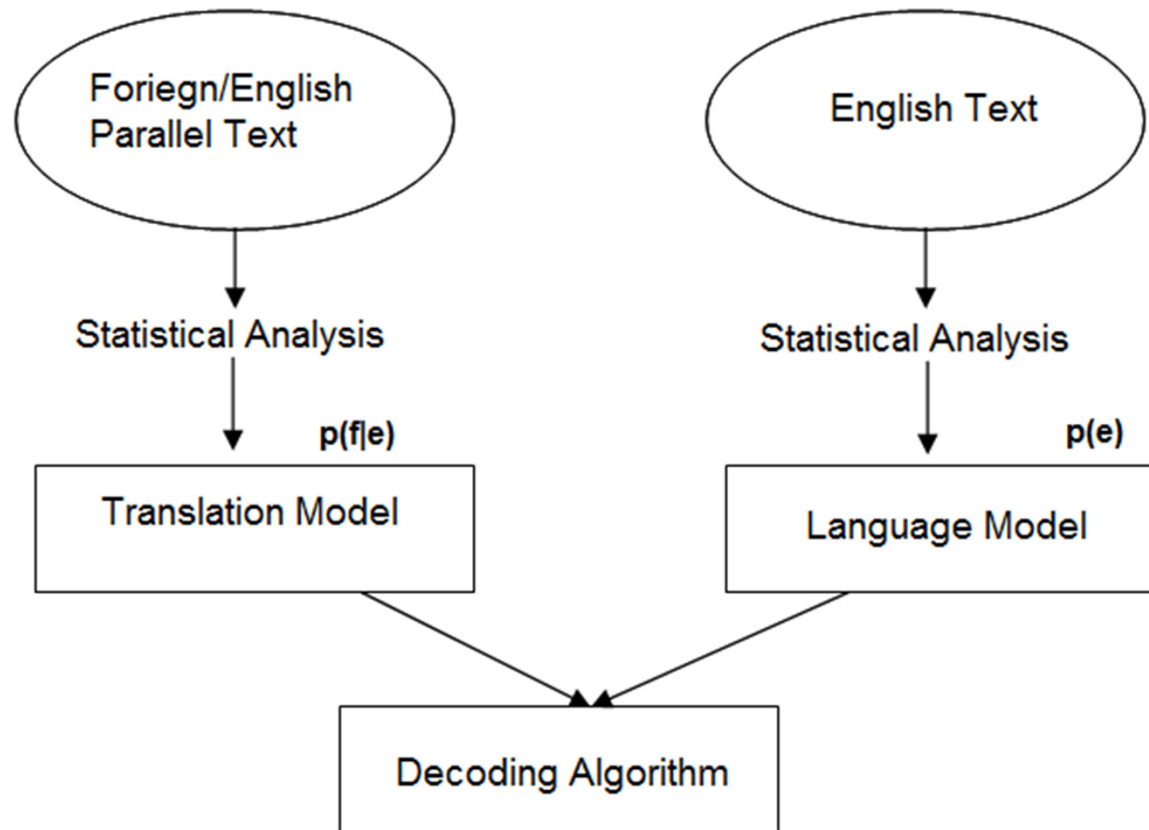 Foriegn/English
Parallel Text
English Text
Statistical Analysis
Statistical Analysis
p(f|e)
p(e)
Translation Model
Language Model
Decoding Algorithm